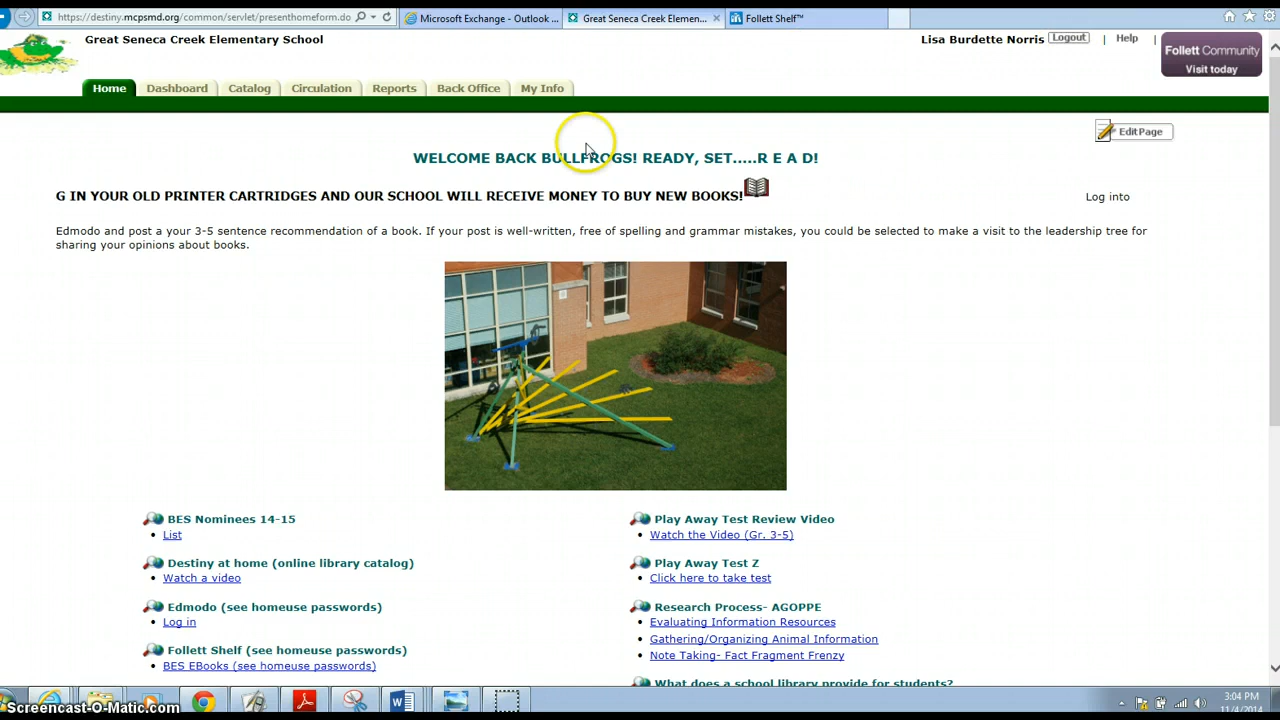 https://destiny.mcpsmd.org/common/servlet/presenthomeform.do
Microsoft Exchange - Outlook ...
Great Seneca Creek Elemen...
Follett Shelf™
Great Seneca Creek Elementary School
Lisa Burdette Norris Logout | Help |
Follett Community
Visit today
Home Dashboard Catalog Circulation Reports Back Office My Info
Edit Page
WELCOME BACK BULLFROGS! READY, SET.....R E A D!
G IN YOUR OLD PRINTER CARTRIDGES AND OUR SCHOOL WILL RECEIVE MONEY TO BUY NEW BOOKS! Log into
Edmodo and post a your 3-5 sentence recommendation of a book. If your post is well-written, free of spelling and grammar mistakes, you could be selected to make a visit to the leadership tree for
sharing your opinions about books.
BES Nominees 14-15
• List
Destiny at home (online library catalog)
• Watch a video
Edmodo (see homeuse passwords)
• Log in
Follett Shelf (see homeuse passwords)
• BES EBooks (see homeuse passwords)
Play Away Test Review Video
• Watch the Video (Gr. 3-5)
Play Away Test Z
• Click here to take test
Research Process- AGOPPE
• Evaluating Information Resources
• Gathering/Organizing Animal Information
• Note Taking- Fact Fragment Frenzy
What does a school library provide for students?
3:04 PM
11/4/2014
Screencast-O-Matic.com